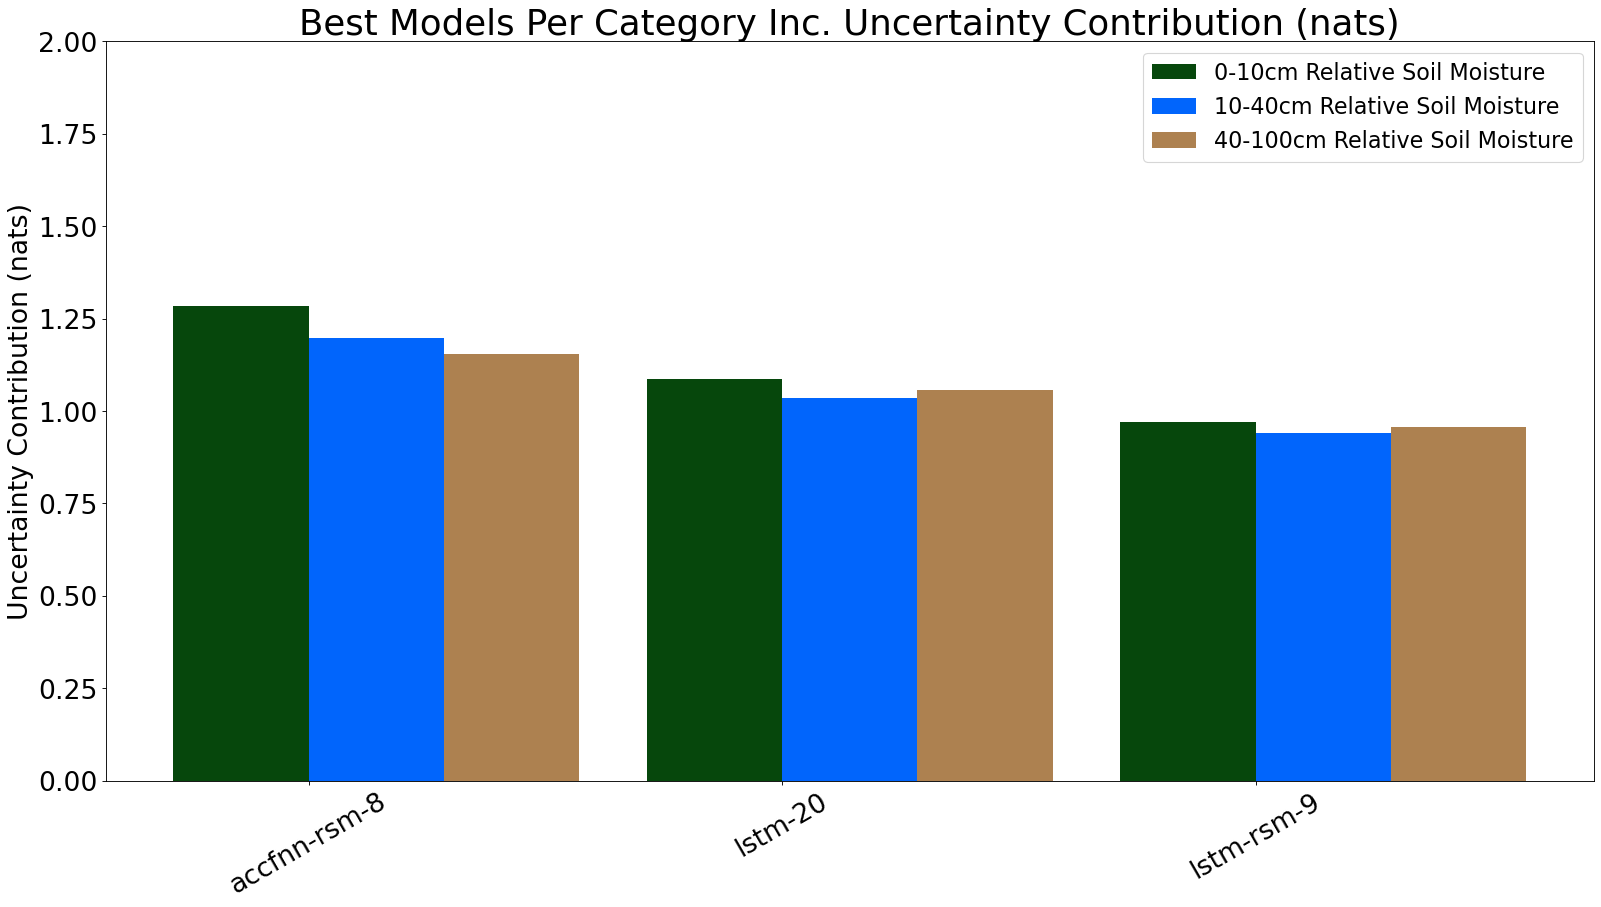 Best Models Per Category Inc. Uncertainty Contribution (nats)
Uncertainty Contribution (nats)
2.00
1.75
1.50
1.25
1.00
0.75
0.50
0.25
0.00
0-10cm Relative Soil Moisture
10-40cm Relative Soil Moisture
40-100cm Relative Soil Moisture
accfnn-rsm-8
lstm-20
lstm-rsm-9